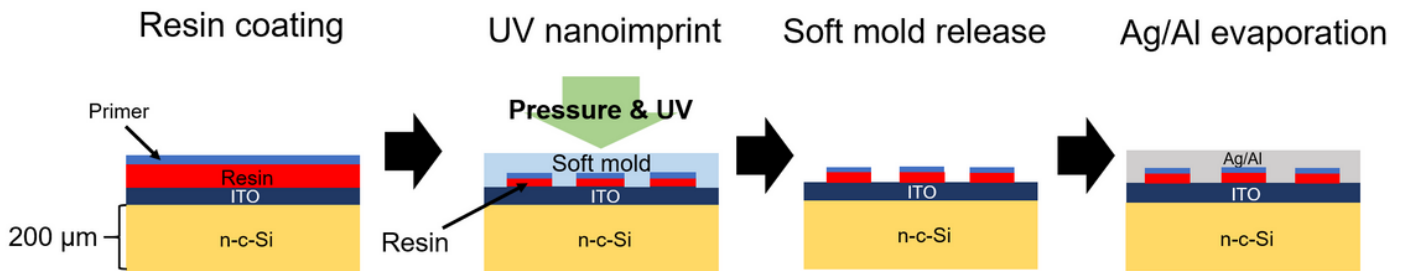 Resin coating
UV nanoimprint
Soft mold release
Ag/Al evaporation
Primer
Resin
ITO
n-c-Si
200 μm
Pressure & UV
Soft mold
ITO
Resin
n-c-Si
ITO
n-c-Si
Ag/Al
ITO
n-c-Si